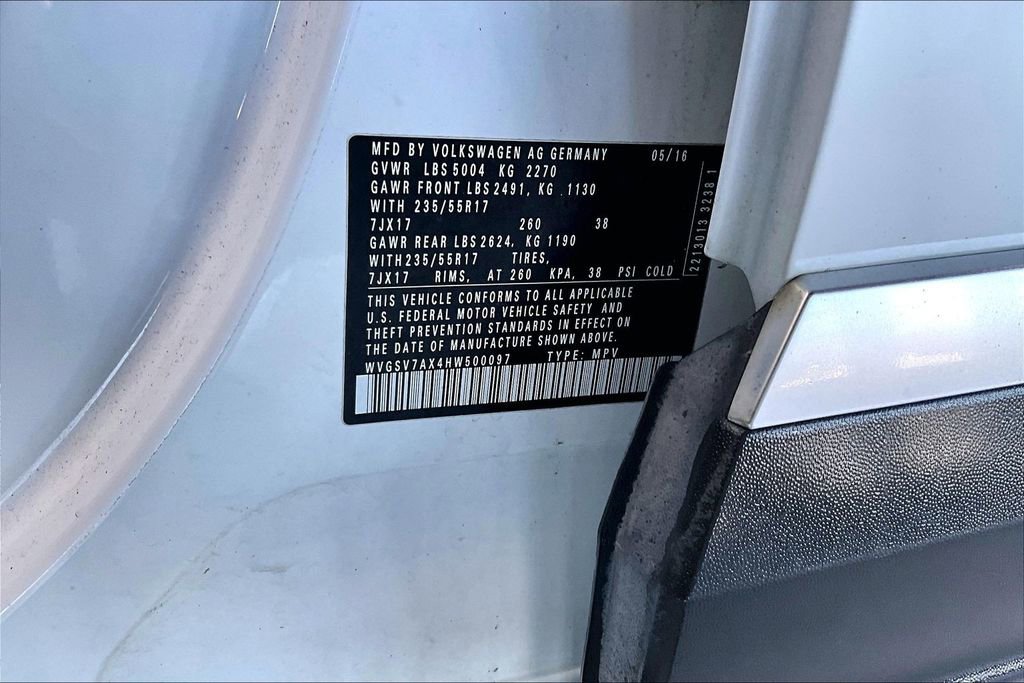 MFD BY VOLKSWAGEN AG GERMANY 05/16
GVWR LBS 5004 KG 2270
GAWR FRONT LBS 2491, KG .1130
WITH 235/55R17
7JX17 260 38
GAWR REAR LBS 2624, KG 1190
WITH 235/55R17 TIRES,
7JX17 RIMS, AT 260 KPA, 38 PSI COLD
2213013 3238 1
THIS VEHICLE CONFORMS TO ALL APPLICABLE
U.S. FEDERAL MOTOR VEHICLE SAFETY AND
THEFT PREVENTION STANDARDS IN EFFECT ON
THE DATE OF MANUFACTURE SHOWN ABOVE.
WVGSV7AX4HW500097 TYPE: MPV